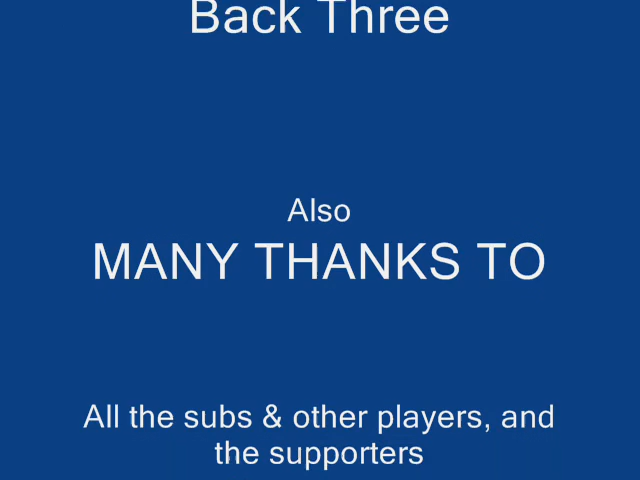 Back Three
Also
MANY THANKS TO
All the subs & other players, and
the supporters